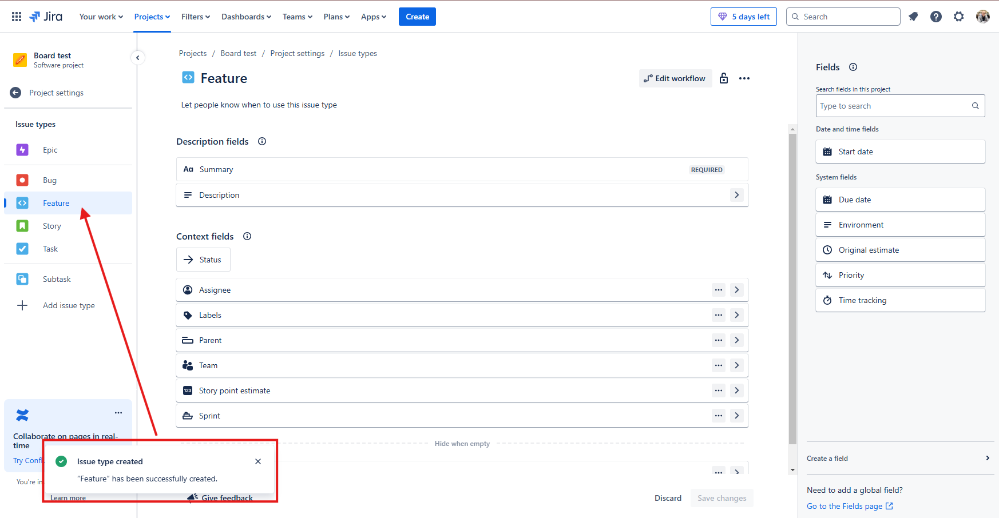 Jira
Your work
Projects
Filters
Dashboards
Teams
Plans
Apps
Create
5 days left
Search
Board test
Software project
Project settings
Issue types
Epic
Bug
Feature
Story
Task
Subtask
Add issue type
Collaborate on pages in real-
time
Try Conf
You're in
Learn more
Issue type created
“Feature” has been successfully created.
Projects / Board test / Project settings / Issue types
Feature
Edit workflow
Let people know when to use this issue type
Description fields
Aa Summary
REQUIRED
Description
Context fields
Status
Assignee
Labels
Parent
Team
123 Story point estimate
Sprint
Hide when empty
Give feedback
Discard
Save changes
Fields
Search fields in this project
Type to search
Date and time fields
Start date
System fields
Due date
Environment
Original estimate
Priority
Time tracking
Create a field
Need to add a global field?
Go to the Fields page